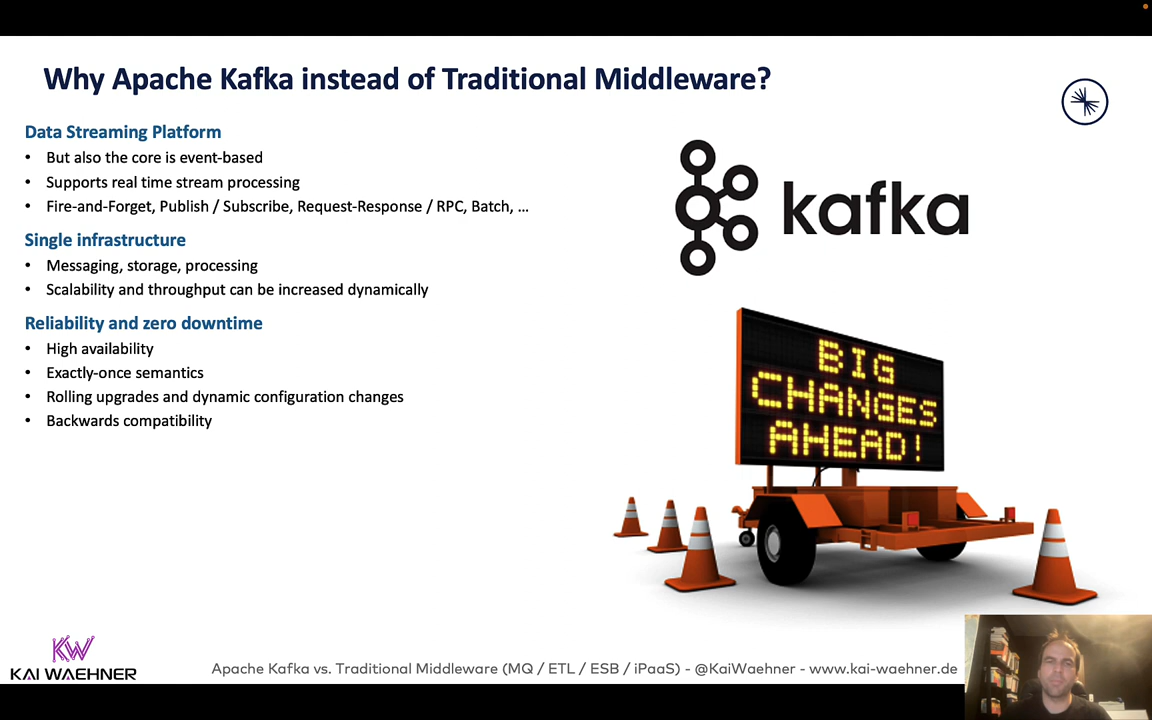 Why Apache Kafka instead of Traditional Middleware?
Data Streaming Platform
• But also the core is event-based
• Supports real time stream processing
• Fire-and-Forget, Publish / Subscribe, Request-Response / RPC, Batch, ...
Single infrastructure
• Messaging, storage, processing
• Scalability and throughput can be increased dynamically
Reliability and zero downtime
• High availability
• Exactly-once semantics
• Rolling upgrades and dynamic configuration changes
• Backwards compatibility
kafka
BIG
CHANGES
AHEAD!
KW
KAI WAEHNER
Apache Kafka vs. Traditional Middleware (MQ / ETL / ESB / iPaaS) - @KaiWaehner - www.kai-waehner.de